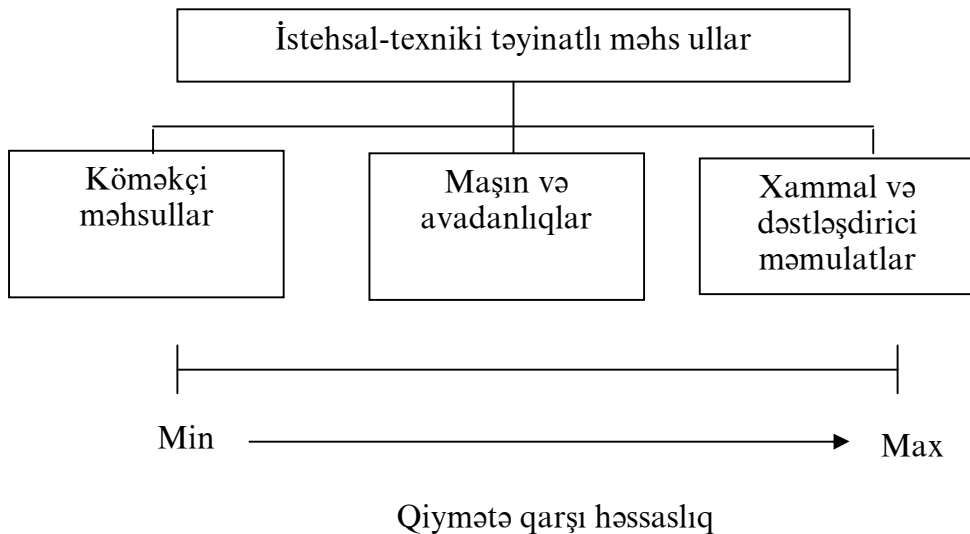 İstehsal-texniki təyinatlı məhs ullar
Köməkçi
məhsullar
Maşın və
avadanlıqlar
Xammal və
dəstləşdirici
məmulatlar
Min
Max
Qiymətə qarşı həssaslıq